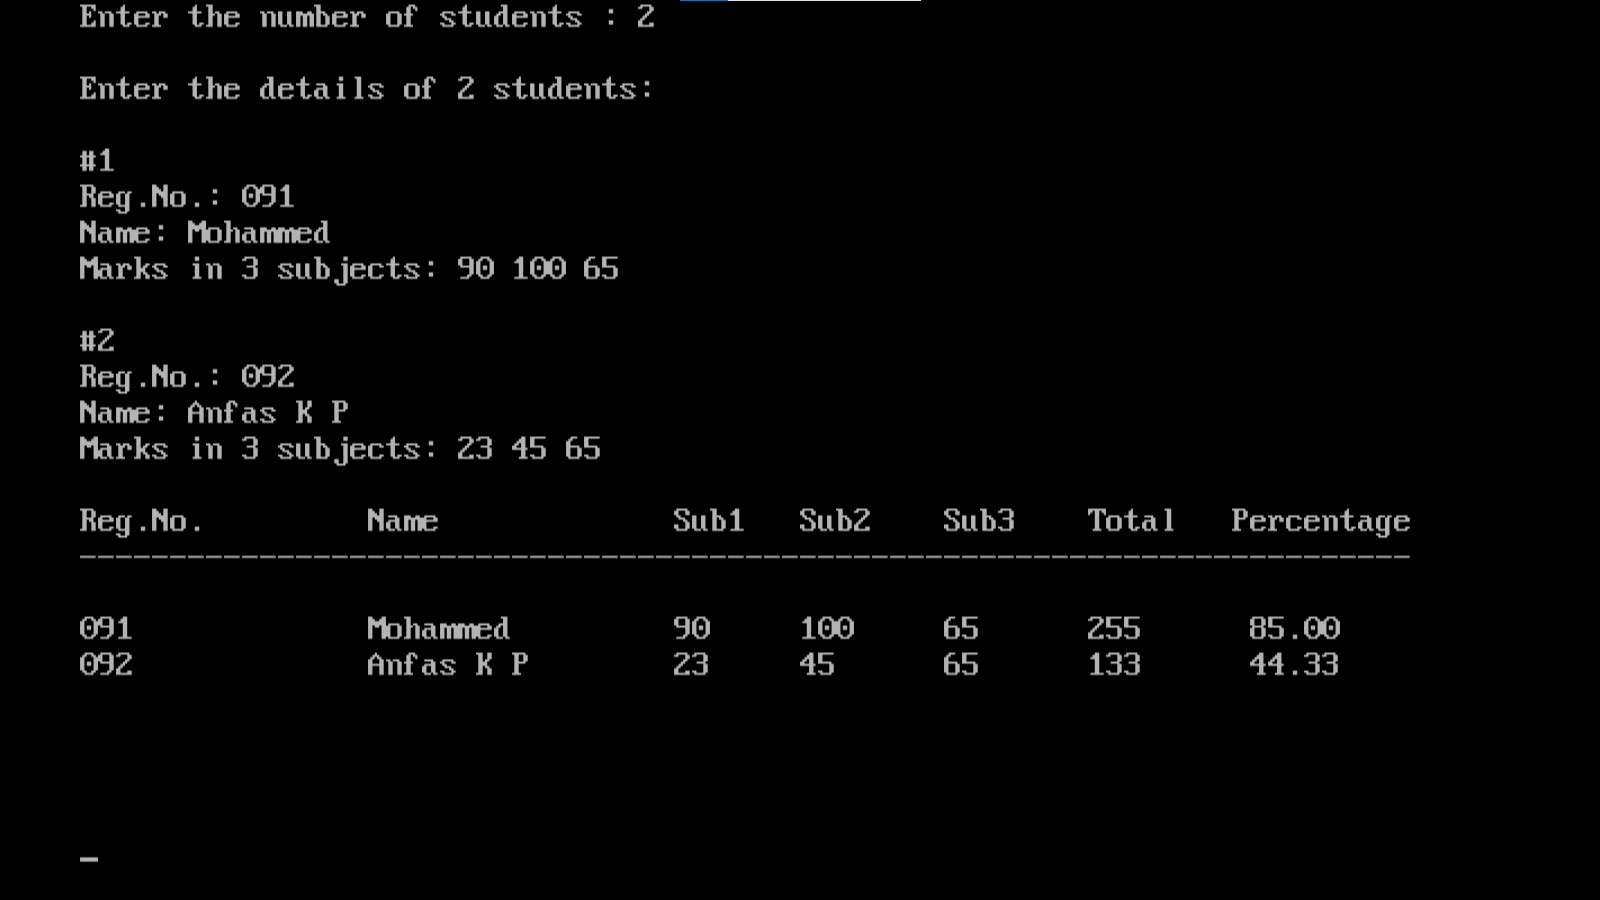 Enter the number of students : 2
Enter the details of 2 students:
#1
Reg.No.: 091
Name: Mohammed
Marks in 3 subjects: 90 100 65
#2
Reg.No.: 092
Name: Anfas K P
Marks in 3 subjects: 23 45 65
Reg.No. Name Sub1 Sub2 Sub3 Total Percentage
--------------------------------------------------------------------------
091 Mohammed 90 100 65 255 85.00
092 Anfas K P 23 45 65 133 44.33
_